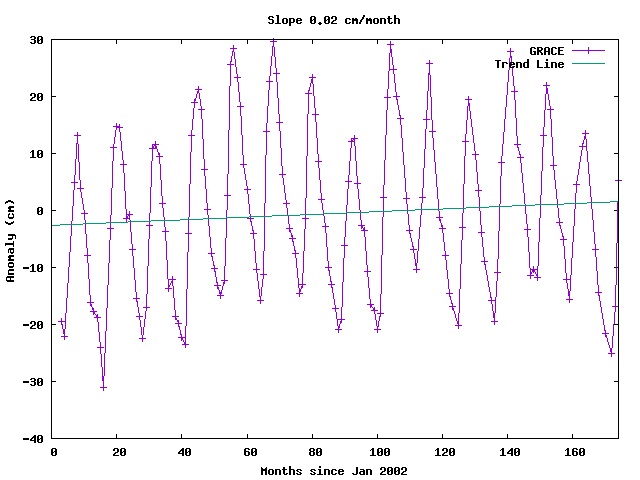 Slope 0.02 cm/month
GRACE
Trend Line
30
20
10
0
-10
-20
-30
-40
Anomaly (cm)
0 20 40 60 80 100 120 140 160
Months since Jan 2002